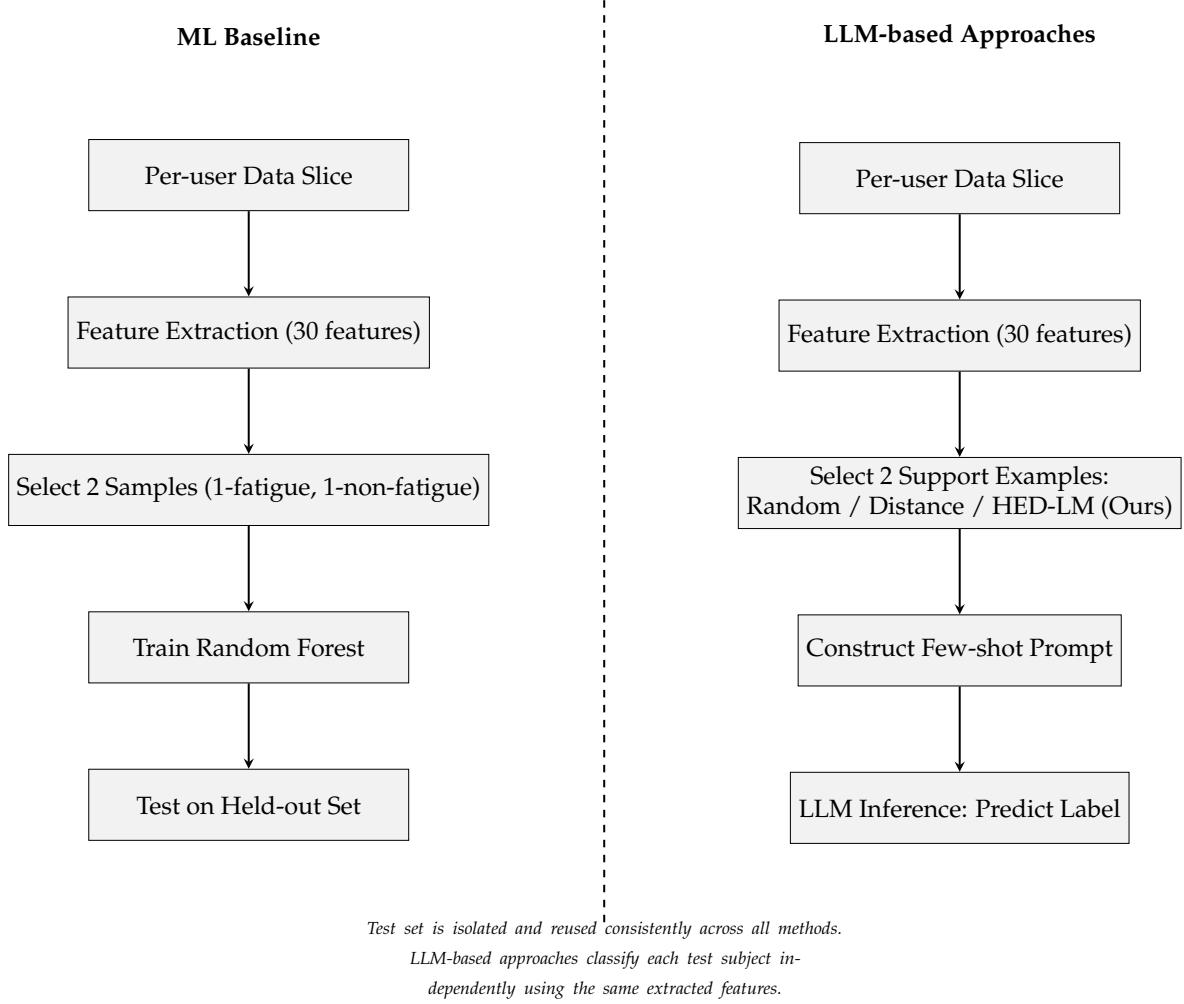 ML Baseline
Per-user Data Slice
Feature Extraction (30 features)
Select 2 Samples (1-fatigue, 1-non-fatigue)
Train Random Forest
Test on Held-out Set
LLM-based Approaches
Per-user Data Slice
Feature Extraction (30 features)
Select 2 Support Examples:
Random / Distance / HED-LM (Ours)
Construct Few-shot Prompt
LLM Inference: Predict Label
Test set is isolated and reused consistently across all methods.
LLM-based approaches classify each test subject in-
dependently using the same extracted features.